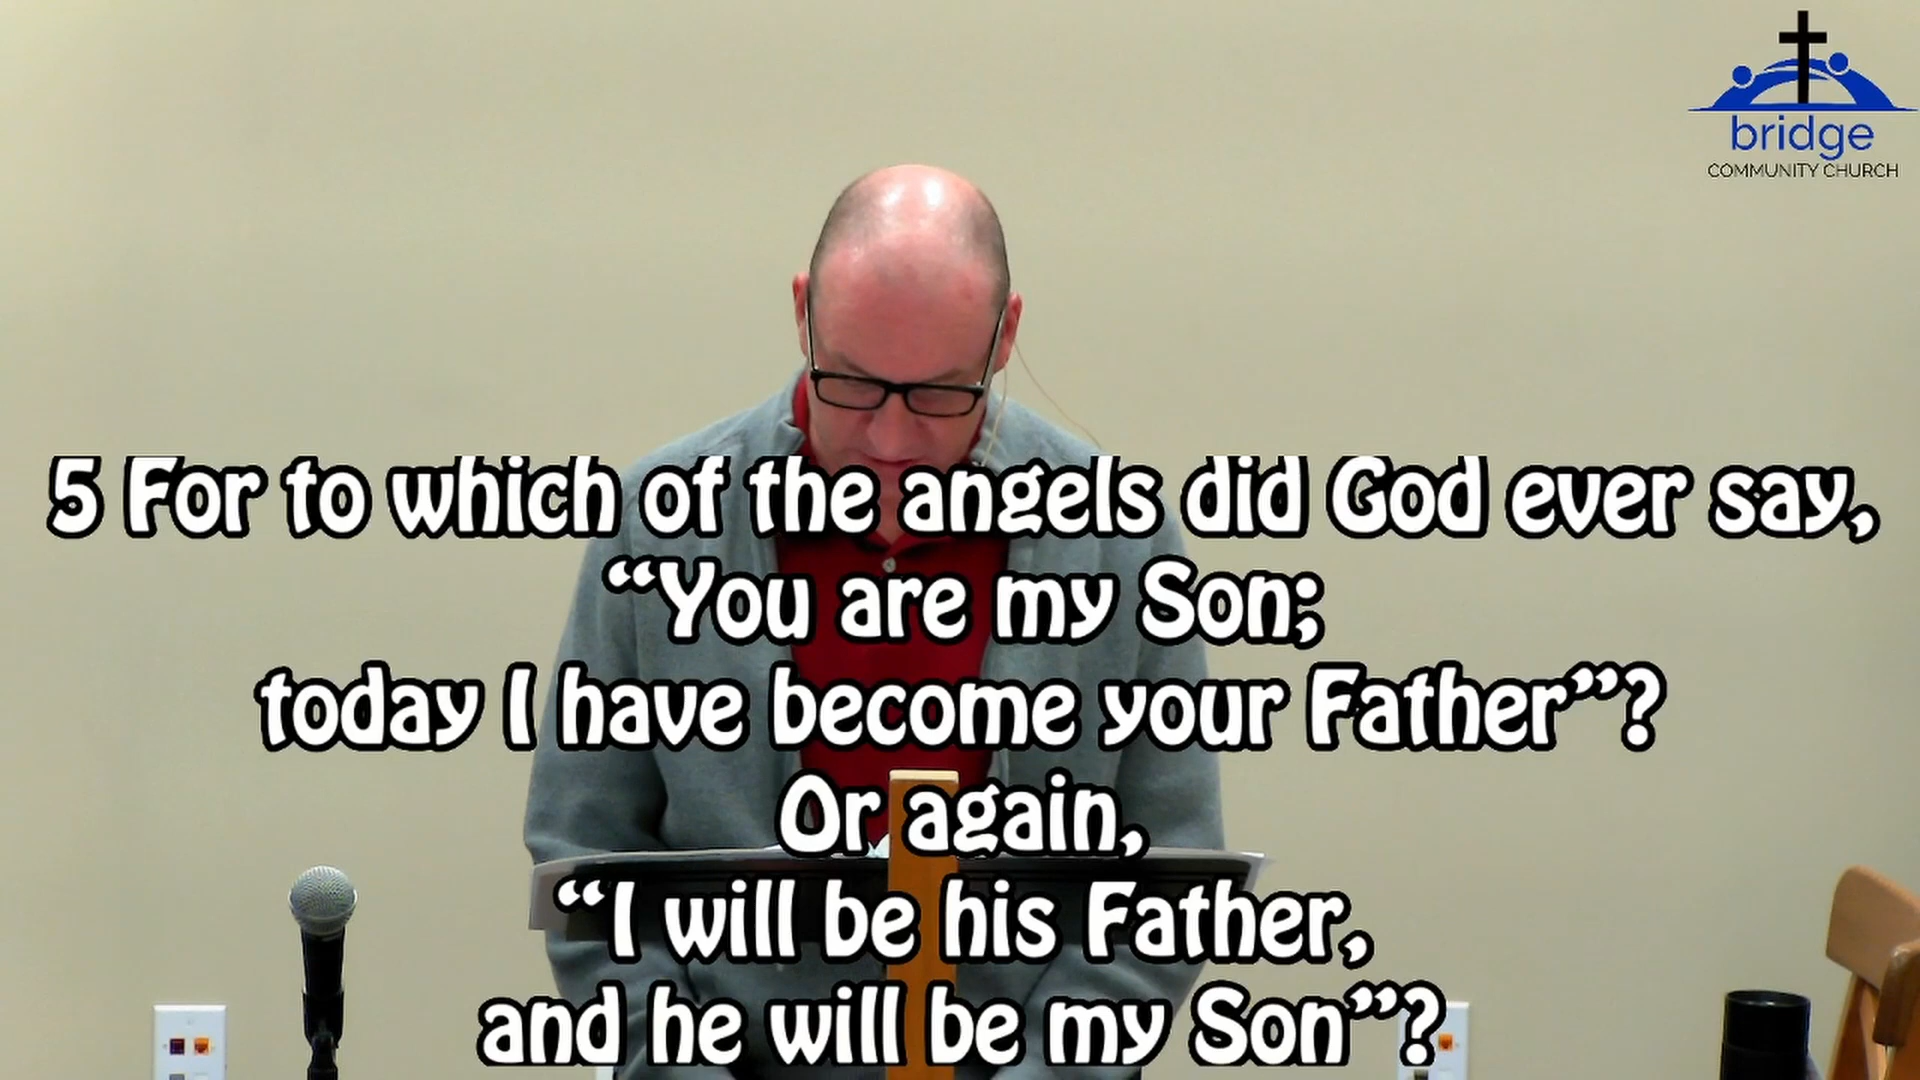 bridge
COMMUNITY CHURCH
5 For to which of the angels did God ever say,
“You are my Son;
today I have become your Father”?
Or again,
“I will be his Father,
and he will be my Son”?